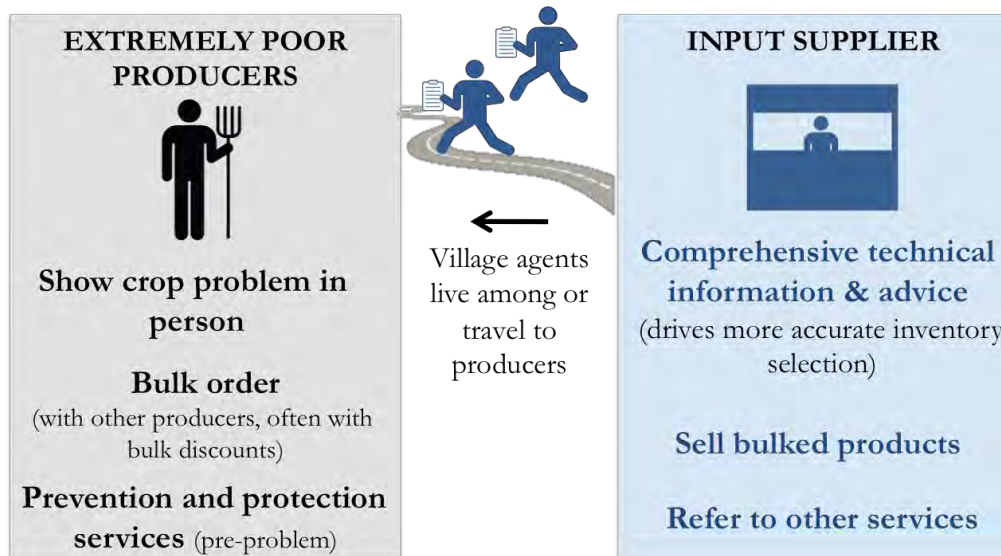 EXTREMELY POOR
PRODUCERS
Show crop problem in
person
Bulk order
(with other producers, often with
bulk discounts)
Prevention and protection
services (pre-problem)
Village agents
live among or
travel to
producers
INPUT SUPPLIER
Comprehensive technical
information & advice
(drives more accurate inventory
selection)
Sell bulked products
Refer to other services